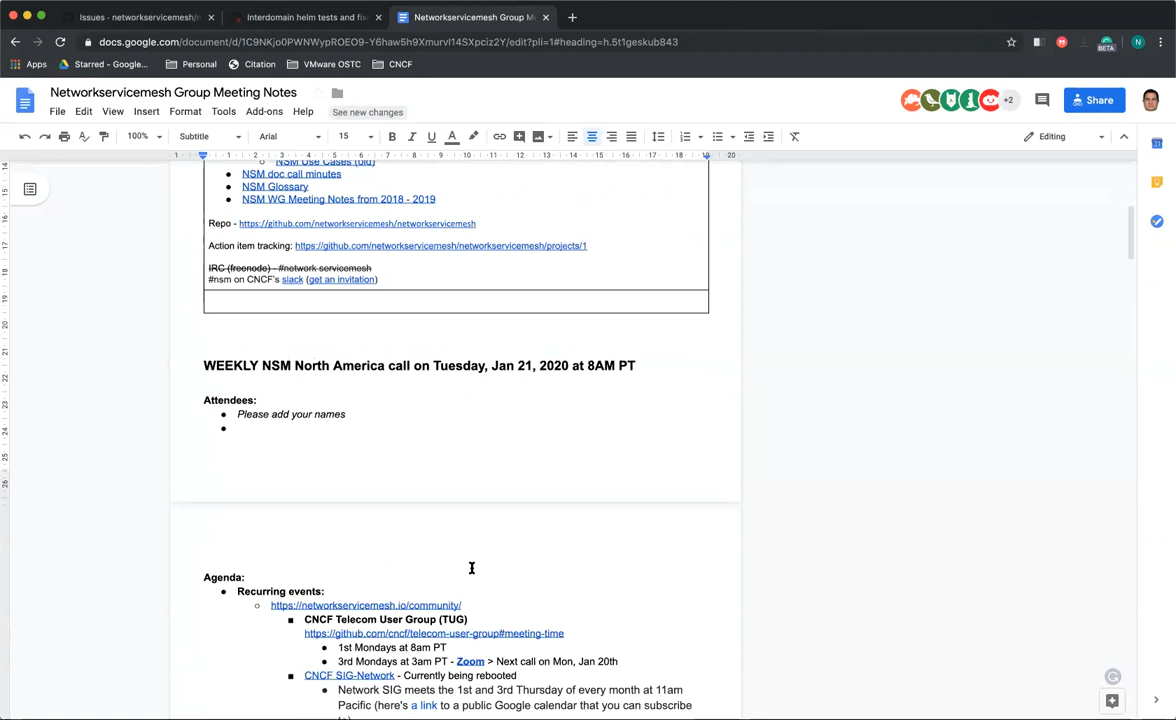 Issues · networkservicemesh/n
Interdomain helm tests and fixe
Networkservicemesh Group Me
docs.google.com/document/d/1C9NKjo0PWNWypROEO9-Y6haw5h9Xmurvl14SXpciz2Y/edit?pli=1#heading=h.5t1geskub843
BETA
N
Apps
Starred - Google...
Personal
Citation
VMware OSTC
CNCF
Networkservicemesh Group Meeting Notes
File Edit View Insert Format Tools Add-ons Help
See new changes
+2
Share
100%
Subtitle
Arial
15
Editing
NSM Use Cases (old)
NSM doc call minutes
NSM Glossary
NSM WG Meeting Notes from 2018 - 2019
Repo - https://github.com/networkservicemesh/networkservicemesh
Action item tracking: https://github.com/networkservicemesh/networkservicemesh/projects/1
IRC (freenode) - #network servicemesh
#nsm on CNCF's slack (get an invitation)
WEEKLY NSM North America call on Tuesday, Jan 21, 2020 at 8AM PT
Attendees:
Please add your names
Agenda:
Recurring events:
https://networkservicemesh.io/community/
CNCF Telecom User Group (TUG)
https://github.com/cncf/telecom-user-group#meeting-time
1st Mondays at 8am PT
3rd Mondays at 3am PT - Zoom > Next call on Mon, Jan 20th
CNCF SIG-Network - Currently being rebooted
Network SIG meets the 1st and 3rd Thursday of every month at 11am
Pacific (here's a link to a public Google calendar that you can subscribe
to)